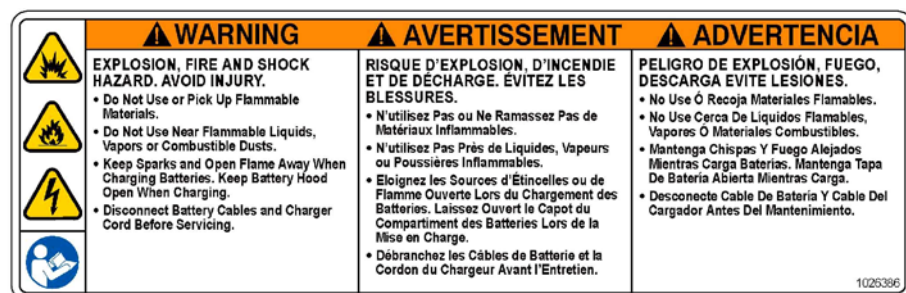 WARNING
EXPLOSION, FIRE AND SHOCK
HAZARD. AVOID INJURY.
• Do Not Use or Pick Up Flammable
Materials.
• Do Not Use Near Flammable Liquids,
Vapors or Combustible Dusts.
• Keep Sparks and Open Flame Away When
Charging Batteries. Keep Battery Hood
Open When Charging.
• Disconnect Battery Cables and Charger
Cord Before Servicing.
AVERTISSEMENT
RISQUE D'EXPLOSION, D'INCENDIE
ET DE DÉCHARGE. ÉVITEZ LES
BLESSURES.
• N'utilisez Pas ou Ne Ramassez Pas de
Matériaux Inflammables.
• N'utilisez Pas Près de Liquides, Vapeurs
ou Poussières Inflammables.
• Eloignez les Sources d'Étincelles ou de
Flamme Ouverte Lors du Chargement des
Batteries. Laissez Ouvert le Capot du
Compartiment des Batteries Lors de la
Mise en Charge.
• Débranchez les Câbles de Batterie et la
Cordon du Chargeur Avant l'Entretien.
ADVERTENCIA
PELIGRO DE EXPLOSIÓN, FUEGO,
DESCARGA EVITE LESIONES.
• No Use Ó Recoja Materiales Flamables.
• No Use Cerca De Líquidos Flamables,
Vapores Ó Materiales Combustibles.
• Mantenga Chispas Y Fuego Alejados
Mientras Carga Baterías. Mantenga Tapa
De Batería Abierta Mientras Carga.
• Desconecte Cable De Batería Y Cable Del
Cargador Antes Del Mantenimiento.
1026386